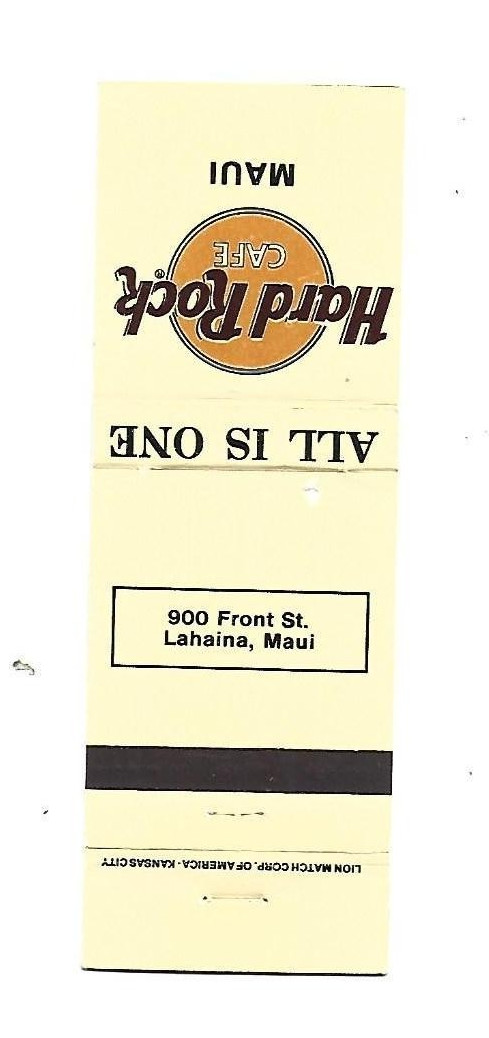 MAUI
Hard Rock®
CAFE
ALL IS ONE
900 Front St.
Lahaina, Maui
LION MATCH CORP. OF AMERICA • KANSAS CITY